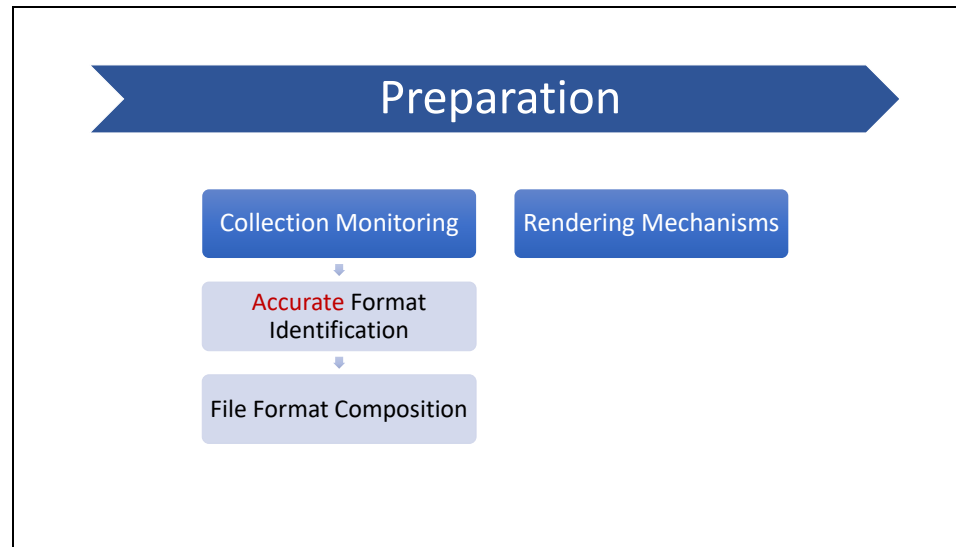 Preparation
Collection Monitoring
Rendering Mechanisms
Accurate Format
Identification
File Format Composition